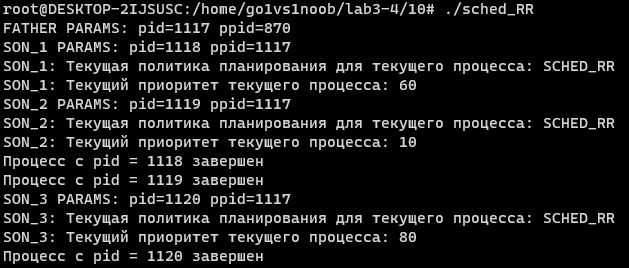 root@DESKTOP-2IJSUSC:/home/go1vs1noob/lab3-4/10# ./sched_RR
FATHER PARAMS: pid=1117 ppid=870
SON_1 PARAMS: pid=1118 ppid=1117
SON_1: Текущая политика планирования для текущего процесса: SCHED_RR
SON_1: Текущий приоритет текущего процесса: 60
SON_2 PARAMS: pid=1119 ppid=1117
SON_2: Текущая политика планирования для текущего процесса: SCHED_RR
SON_2: Текущий приоритет текущего процесса: 10
Процесс с pid = 1118 завершен
Процесс с pid = 1119 завершен
SON_3 PARAMS: pid=1120 ppid=1117
SON_3: Текущая политика планирования для текущего процесса: SCHED_RR
SON_3: Текущий приоритет текущего процесса: 80
Процесс с pid = 1120 завершен